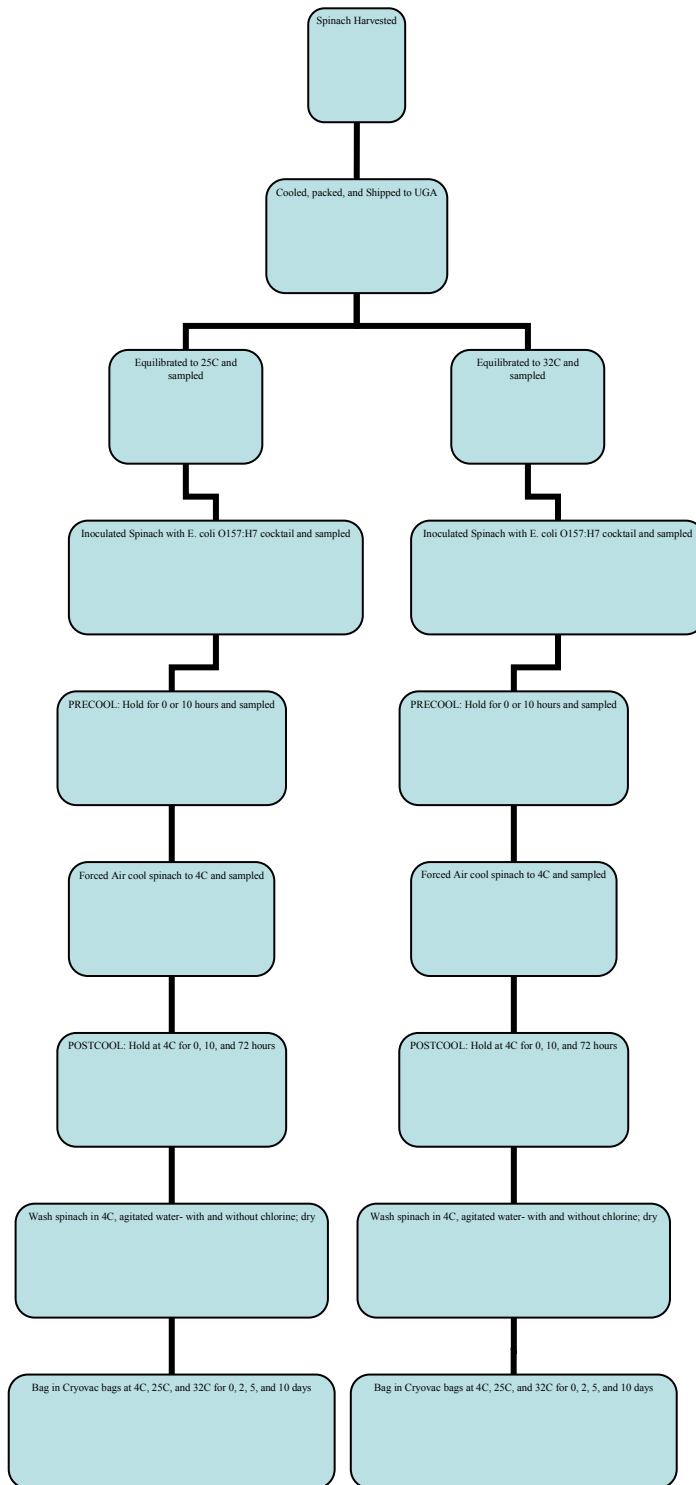 Spinach Harvested
Cooled, packed, and Shipped to UGA
Equilibrated to 25C and
sampled
Equilibrated to 32C and
sampled
Inoculated Spinach with E. coli O157:H7 cocktail and sampled
Inoculated Spinach with E. coli O157:H7 cocktail and sampled
PRECOOL: Hold for 0 or 10 hours and sampled
PRECOOL: Hold for 0 or 10 hours and sampled
Forced Air cool spinach to 4C and sampled
Forced Air cool spinach to 4C and sampled
POSTCOOL: Hold at 4C for 0, 10, and 72 hours
POSTCOOL: Hold at 4C for 0, 10, and 72 hours
Wash spinach in 4C, agitated water- with and without chlorine; dry
Wash spinach in 4C, agitated water- with and without chlorine; dry
Bag in Cryovac bags at 4C, 25C, and 32C for 0, 2, 5, and 10 days
Bag in Cryovac bags at 4C, 25C, and 32C for 0, 2, 5, and 10 days